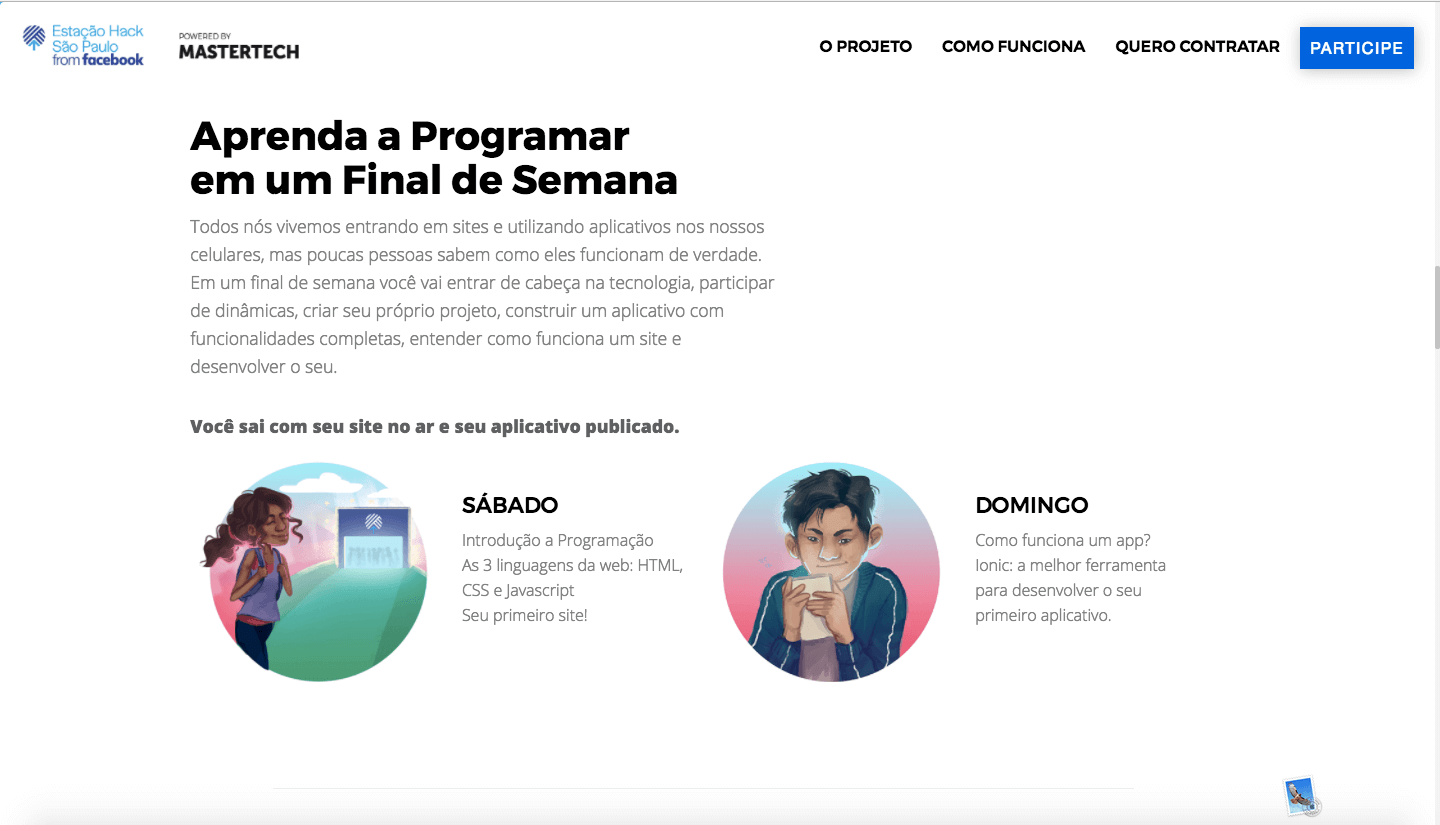 Estação Hack
São Paulo
from facebook
POWERED BY
MASTERTECH
O PROJETO
COMO FUNCIONA
QUERO CONTRATAR
PARTICIPE
Aprenda a Programar
em um Final de Semana
Todos nós vivemos entrando em sites e utilizando aplicativos nos nossos
celulares, mas poucas pessoas sabem como eles funcionam de verdade.
Em um final de semana você vai entrar de cabeça na tecnologia, participar
de dinâmicas, criar seu próprio projeto, construir um aplicativo com
funcionalidades completas, entender como funciona um site e
desenvolver o seu.
Você sai com seu site no ar e seu aplicativo publicado.
SÁBADO
Introdução a Programação
As 3 linguagens da web: HTML,
CSS e Javascript
Seu primeiro site!
DOMINGO
Como funciona um app?
Ionic: a melhor ferramenta
para desenvolver o seu
primeiro aplicativo.